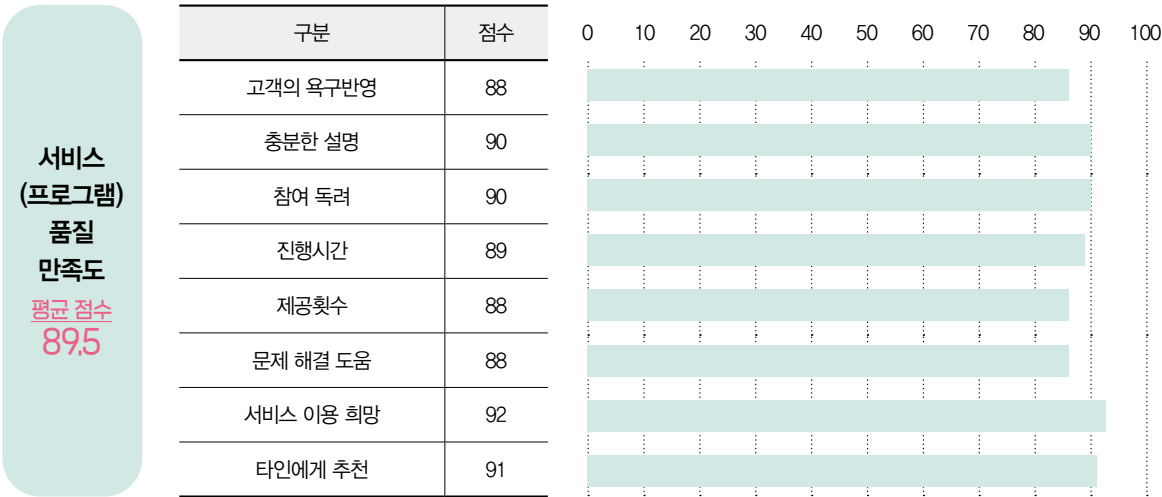 서비스
(프로그램)
품질
만족도
평균 점수
89.5
구분 점수
고객의 욕구반영 88
충분한 설명 90
참여 독려 90
진행시간 89
제공횟수 88
문제 해결 도움 88
서비스 이용 희망 92
타인에게 추천 91
0 10 20 30 40 50 60 70 80 90 100